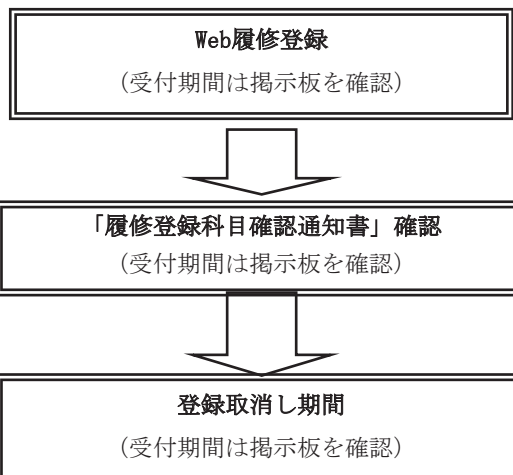 Web履修登録
（受付期間は掲示板を確認）
「履修登録科目確認通知書」確認
（受付期間は掲示板を確認）
登録取消し期間
（受付期間は掲示板を確認）